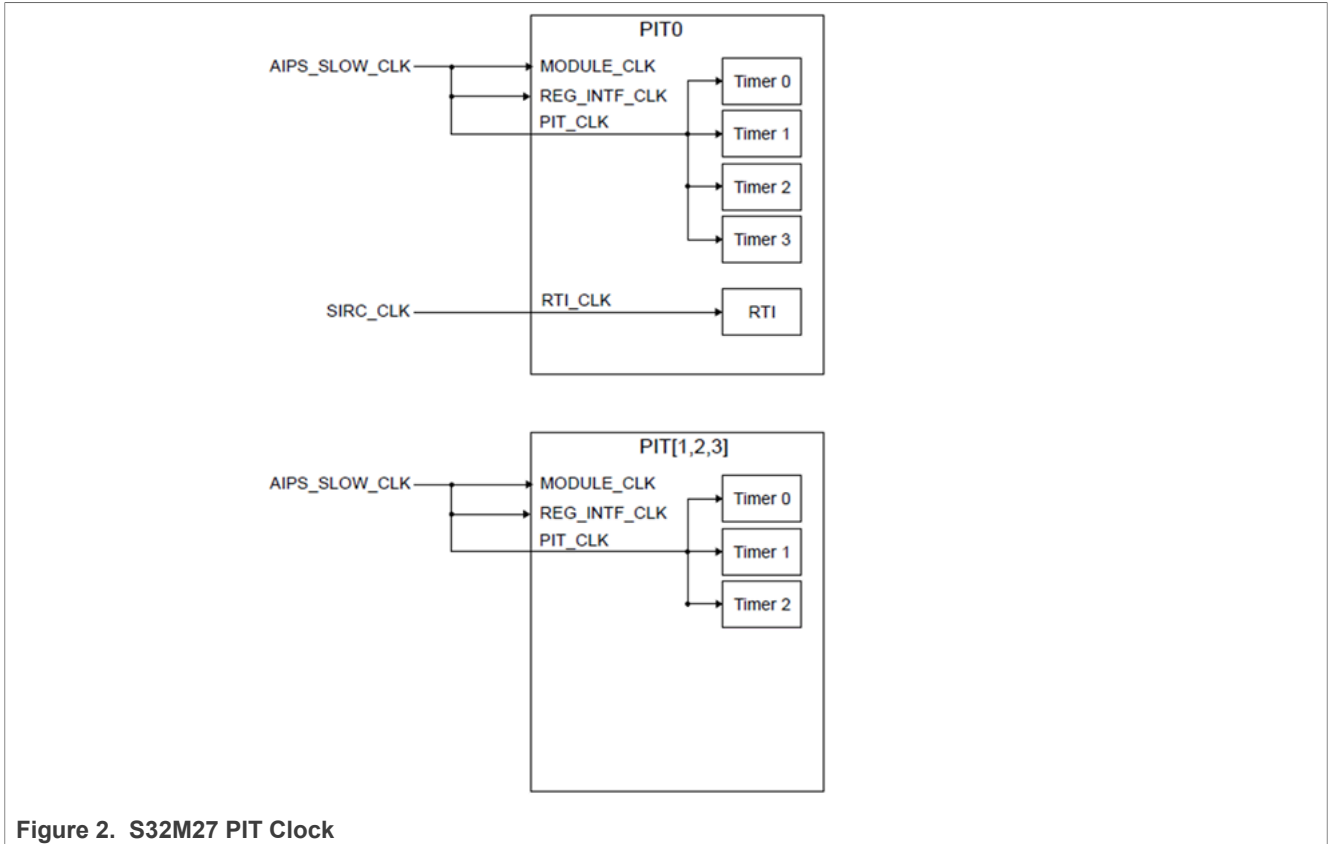 PIT0
AIPS_SLOW_CLK
MODULE_CLK
REG_INTF_CLK
PIT_CLK
Timer 0
Timer 1
Timer 2
Timer 3
SIRC_CLK
RTI_CLK
RTI
PIT[1,2,3]
AIPS_SLOW_CLK
MODULE_CLK
REG_INTF_CLK
PIT_CLK
Timer 0
Timer 1
Timer 2
Figure 2. S32M27 PIT Clock